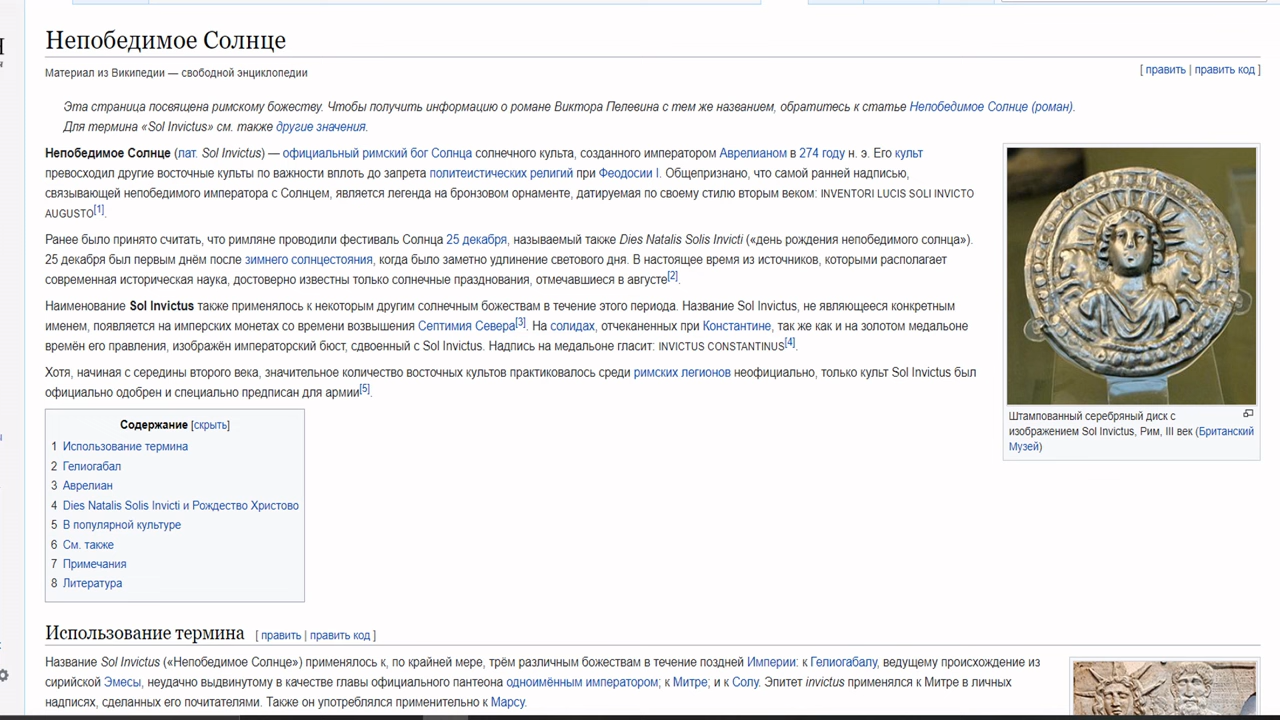 Непобедимое Солнце
Материал из Википедии — свободной энциклопедии
[ править | править код ]
Эта страница посвящена римскому божеству. Чтобы получить информацию о романе Виктора Пелевина с тем же названием, обратитесь к статье Непобедимое Солнце (роман).
Для термина «Sol Invictus» см. также другие значения.
Непобедимое Солнце (лат. Sol Invictus) — официальный римский бог Солнца солнечного культа, созданного императором Аврелианом в 274 году н. э. Его культ
превосходил другие восточные культы по важности вплоть до запрета политеистических религий при Феодосии I. Общепризнано, что самой ранней надписью,
связывающей непобедимого императора с Солнцем, является легенда на бронзовом орнаменте, датируемая по своему стилю вторым веком: INVENTORI LUCIS SOLI INVICTO
AUGUSTO[1].
Ранее было принято считать, что римляне проводили фестиваль Солнца 25 декабря, называемый также Dies Natalis Solis Invicti («день рождения непобедимого солнца»).
25 декабря был первым днём после зимнего солнцестояния, когда было заметно удлинение светового дня. В настоящее время из источников, которыми располагает
современная историческая наука, достоверно известны только солнечные празднования, отмечавшиеся в августе[2].
Наименование Sol Invictus также применялось к некоторым другим солнечным божествам в течение этого периода. Название Sol Invictus, не являющееся конкретным
именем, появляется на имперских монетах со времени возвышения Септимия Севера[3]. На солидах, отчеканенных при Константине, так же как и на золотом медальоне
времён его правления, изображён императорский бюст, сдвоенный с Sol Invictus. Надпись на медальоне гласит: INVICTUS CONSTANTINUS[4].
Хотя, начиная с середины второго века, значительное количество восточных культов практиковалось среди римских легионов неофициально, только культ Sol Invictus был
официально одобрен и специально предписан для армии[5].
Штампованный серебряный диск с
изображением Sol Invictus, Рим, III век (Британский
Музей)
Содержание [скрыть]
1 Использование термина
2 Гелиогабал
3 Аврелиан
4 Dies Natalis Solis Invicti и Рождество Христово
5 В популярной культуре
6 См. также
7 Примечания
8 Литература
Использование термина [ править | править код ]
Название Sol Invictus («Непобедимое Солнце») применялось к, по крайней мере, трём различным божествам в течение поздней Империи: к Гелиогабалу, ведущему происхождение из
сирийской Эмесы, неудачно выдвинутому в качестве главы официального пантеона одноимённым императором; к Митре; и к Солу. Эпитет invictus применялся к Митре в личных
надписях, сделанных его почитателями. Также он употреблялся применительно к Марсу.